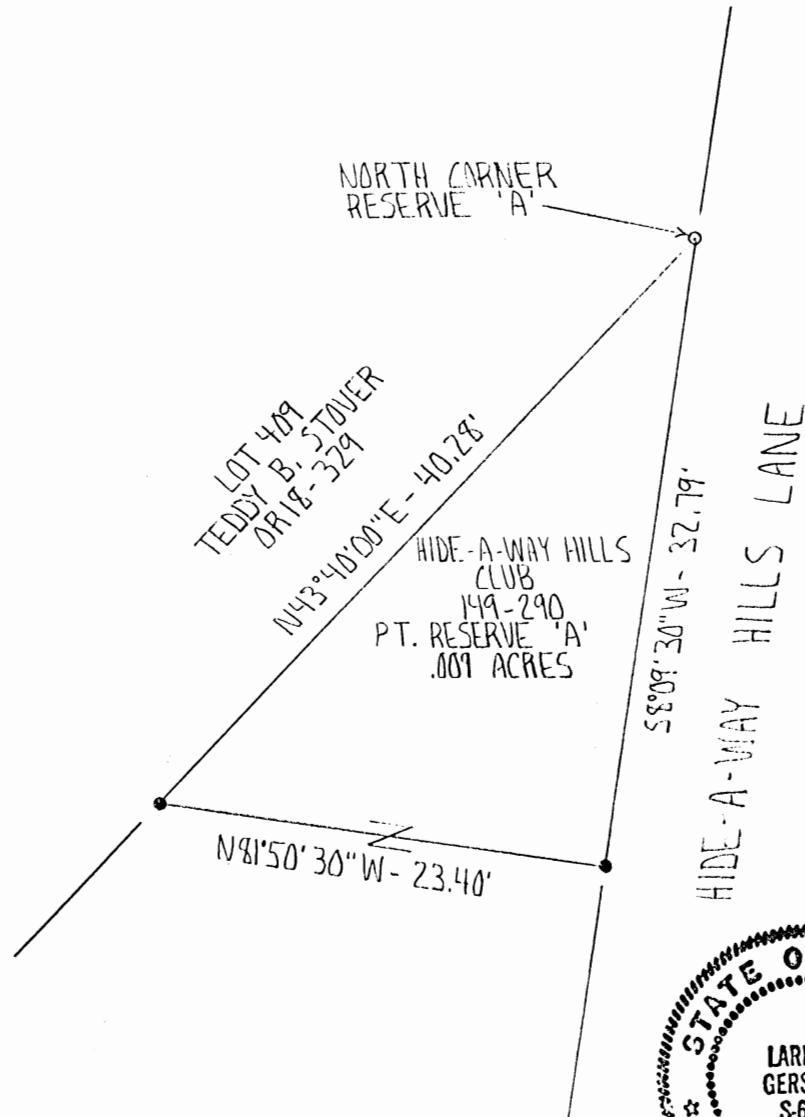 NORTH CORNER
RESERVE 'A'
LOT 409
TEDDY B. STOVER
OR18-329
N43°40'00"E - 40.28'
HIDE-A-WAY HILLS
CLUB
149-290
PT. RESERVE 'A'
.009 ACRES
S8°09'30"W - 32.79'
HIDE-A-WAY HILLS LANE
N81°50'30"W - 23.40'
STATE O